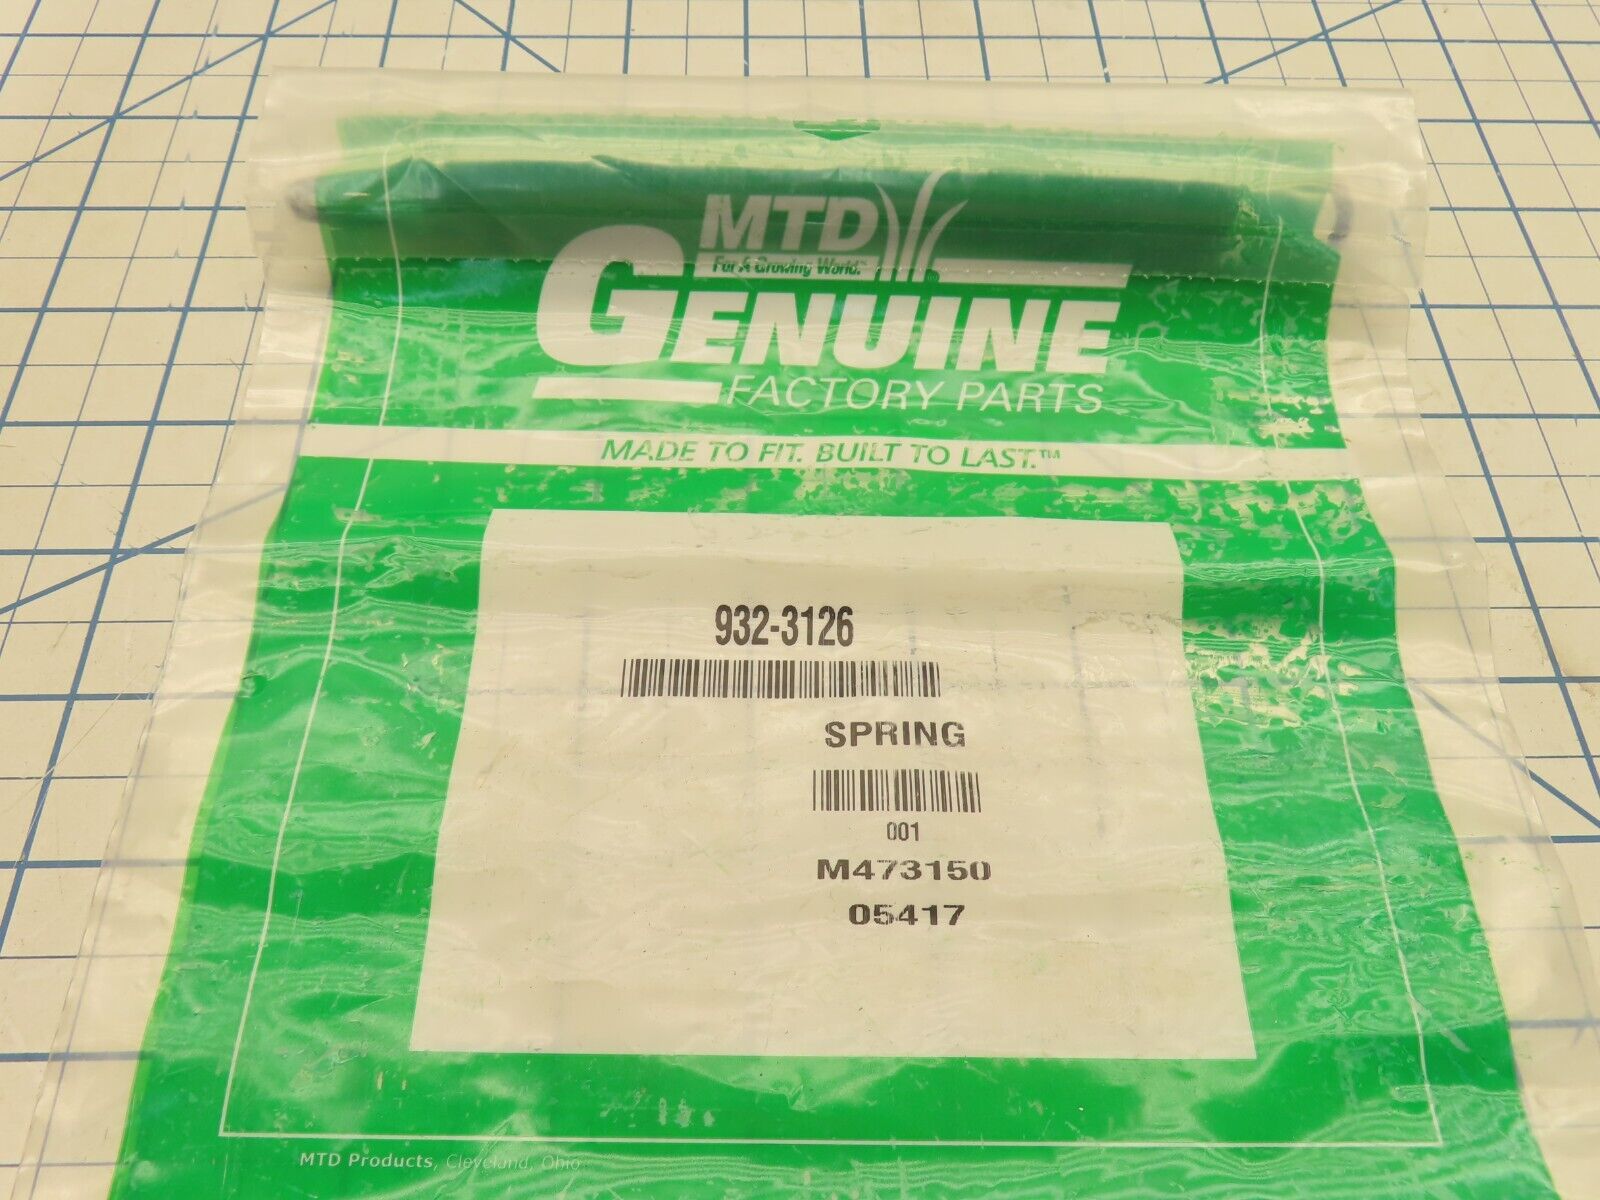 MTD
For A Growing World.™
GENUINE
FACTORY PARTS
MADE TO FIT. BUILT TO LAST.™
932-3126
SPRING
001
M473150
05417
MTD Products, Cleveland, Ohio